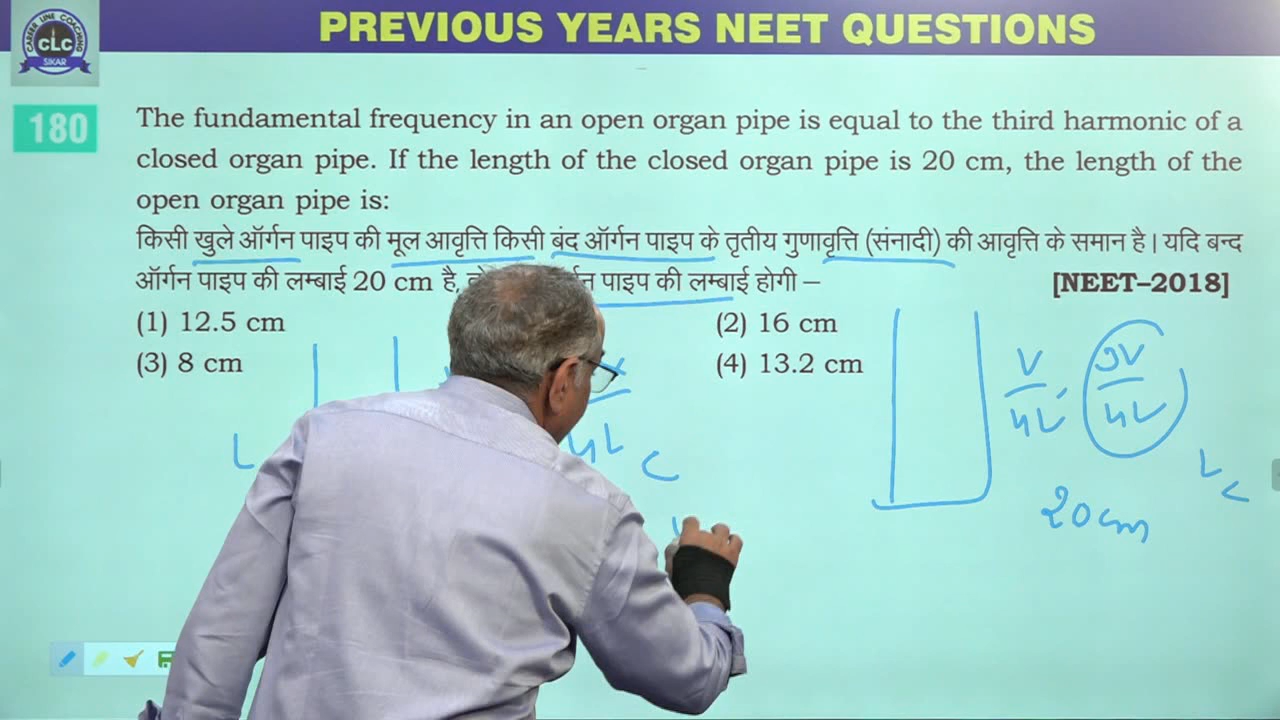 PREVIOUS YEARS NEET QUESTIONS
CAREER LINE COACHING
CLC
SIKAR
180
The fundamental frequency in an open organ pipe is equal to the third harmonic of a
closed organ pipe. If the length of the closed organ pipe is 20 cm, the length of the
open organ pipe is:
किसी खुले ऑर्गन पाइप की मूल आवृत्ति किसी बंद ऑर्गन पाइप के तृतीय गुणावृत्ति (संनादी) की आवृत्ति के समान है। यदि बन्द
ऑर्गन पाइप की लम्बाई 20 cm है, पाइप की लम्बाई होगी –
[NEET–2018]
(1) 12.5 cm
(2) 16 cm
(3) 8 cm
(4) 13.2 cm
V 3V
4L 4L
L
4L
C
L C
20 cm